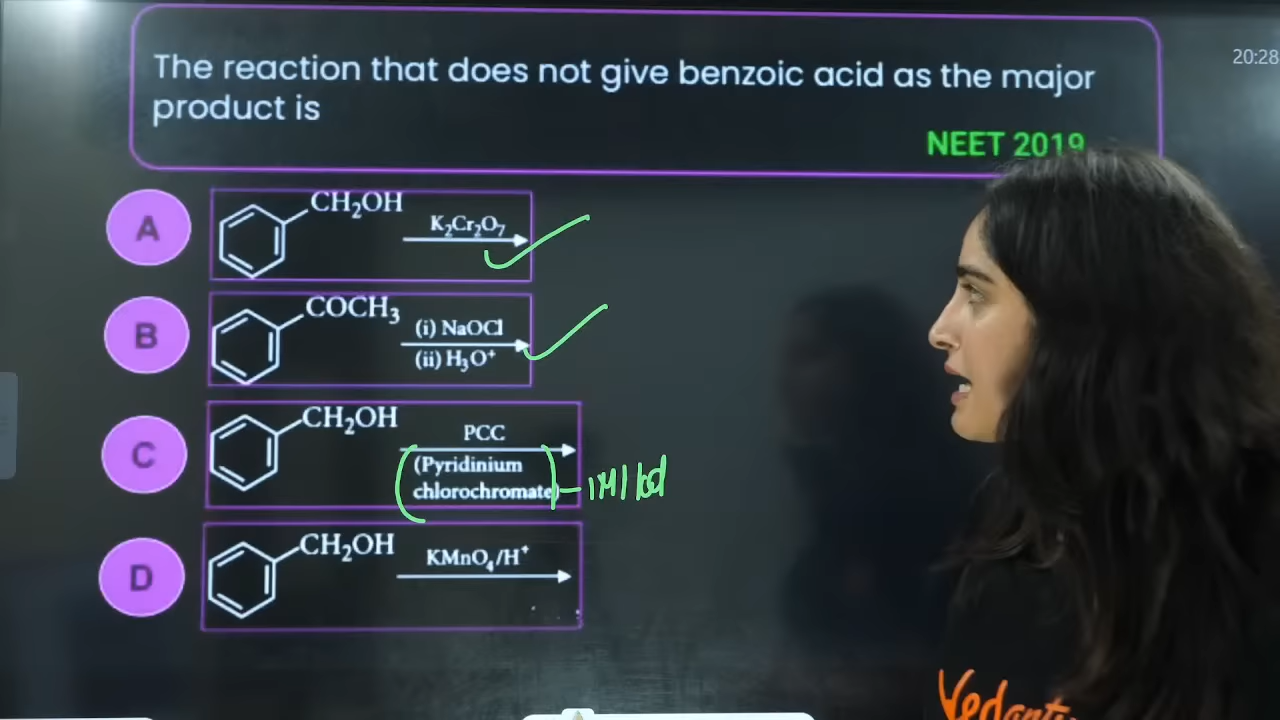 20:28
The reaction that does not give benzoic acid as the major
product is
NEET 2019
A
CH₂OH
K₂Cr₂O₇
B
COCH₃
(i) NaOCl
(ii) H₃O⁺
C
CH₂OH
PCC
(Pyridinium
chlorochromate)
D
CH₂OH
KMnO₄/H⁺
Vedantu